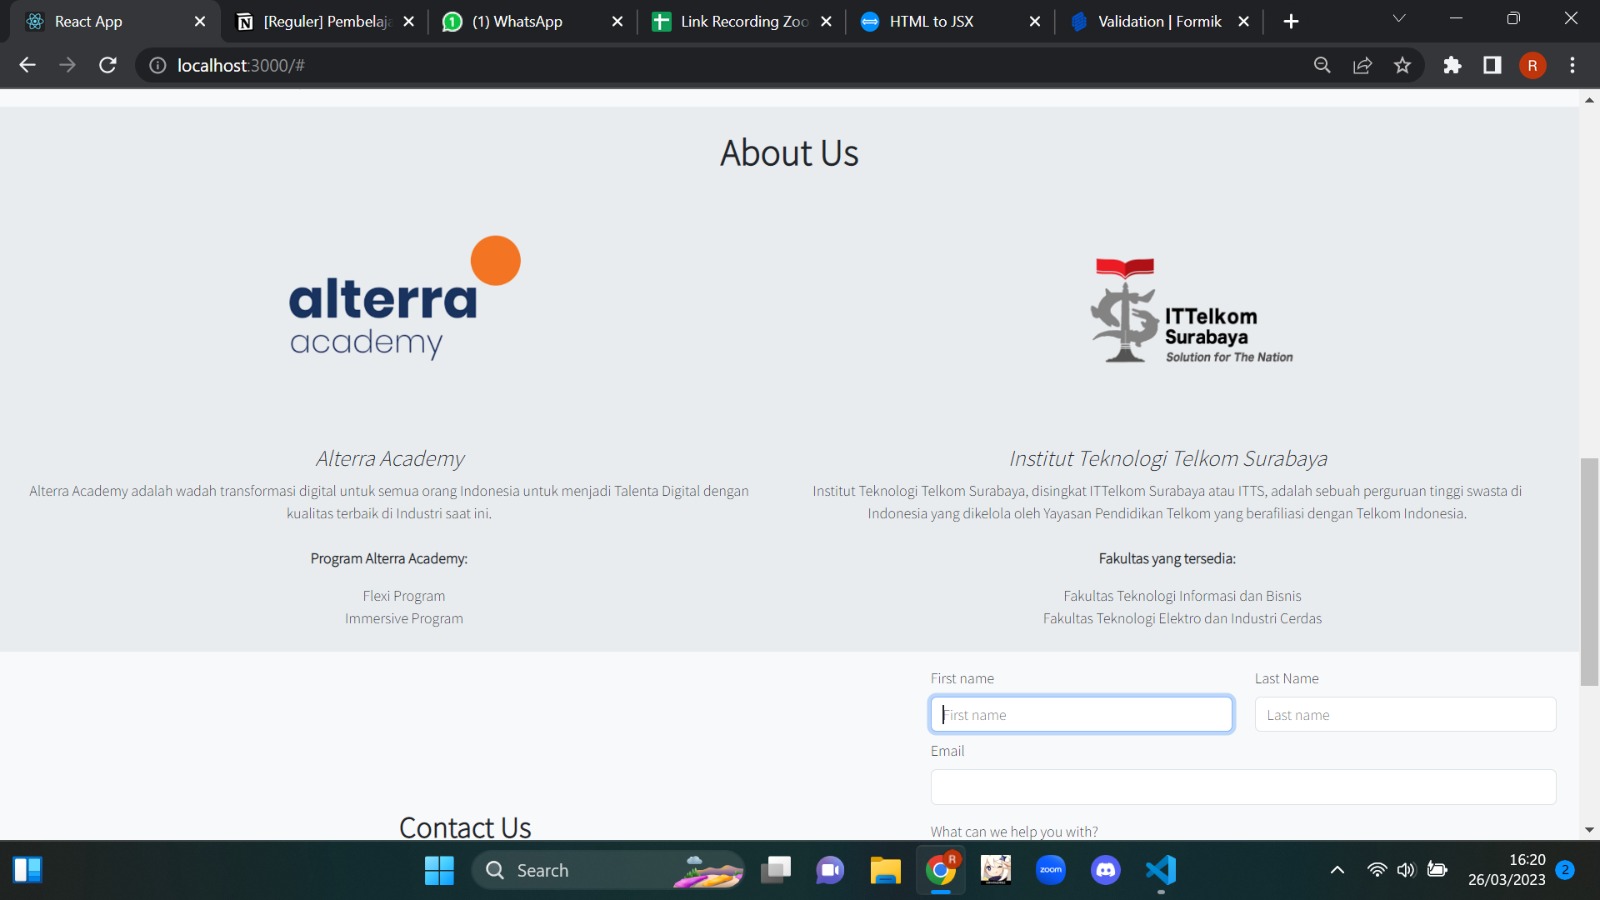 React App
[Reguler] Pembelaja
(1) WhatsApp
Link Recording Zoo
HTML to JSX
Validation | Formik
localhost:3000/#
R
About Us
alterra
academy
ITTelkom
Surabaya
Solution for The Nation
Alterra Academy
Alterra Academy adalah wadah transformasi digital untuk semua orang Indonesia untuk menjadi Talenta Digital dengan
kualitas terbaik di Industri saat ini.
Program Alterra Academy:
Flexi Program
Immersive Program
Institut Teknologi Telkom Surabaya
Institut Teknologi Telkom Surabaya, disingkat ITTelkom Surabaya atau ITTS, adalah sebuah perguruan tinggi swasta di
Indonesia yang dikelola oleh Yayasan Pendidikan Telkom yang berafiliasi dengan Telkom Indonesia.
Fakultas yang tersedia:
Fakultas Teknologi Informasi dan Bisnis
Fakultas Teknologi Elektro dan Industri Cerdas
First name
Last Name
First name
Last name
Email
Contact Us
What can we help you with?
Search
R
zoom
16:20
26/03/2023
2